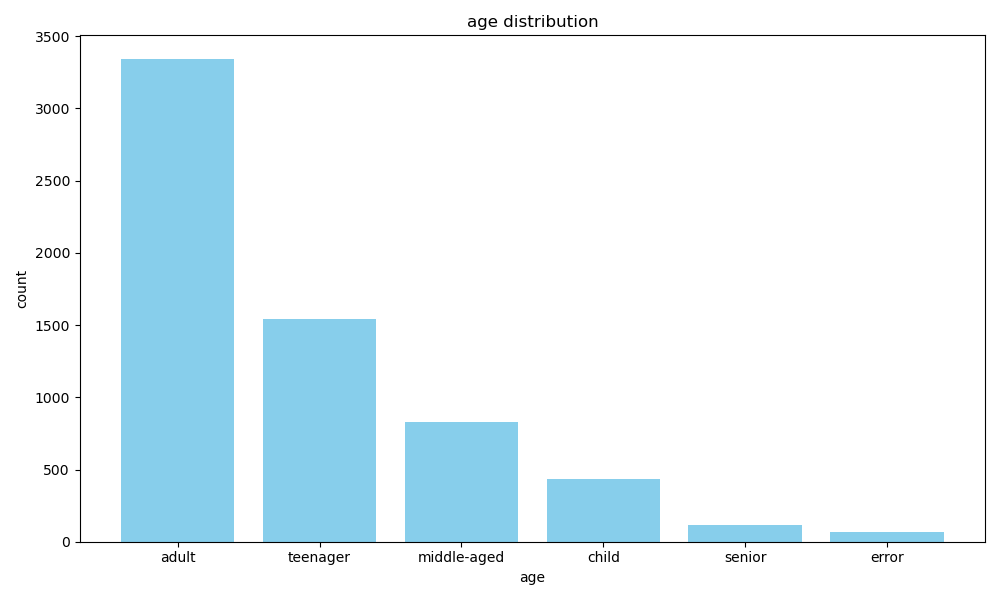 age distribution
3500
3000
2500
2000
1500
1000
500
0
count
adult teenager middle-aged child senior error
age